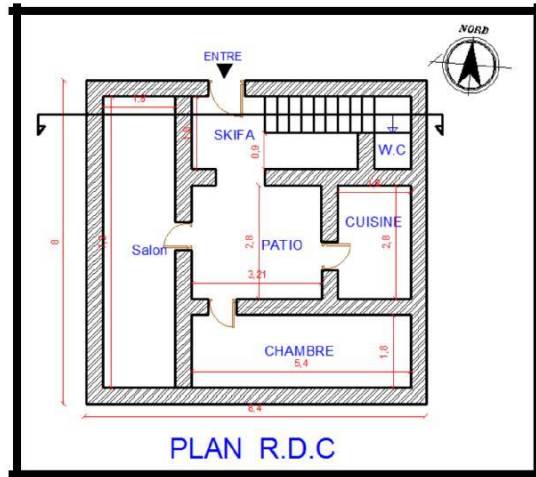 NORD
ENTRE
1,8
SKIFA
0,9
W.C
CUISINE
8
Salon
2,8
PATIO
2,8
3,21
CHAMBRE
1,8
5,4
8,4
PLAN R.D.C